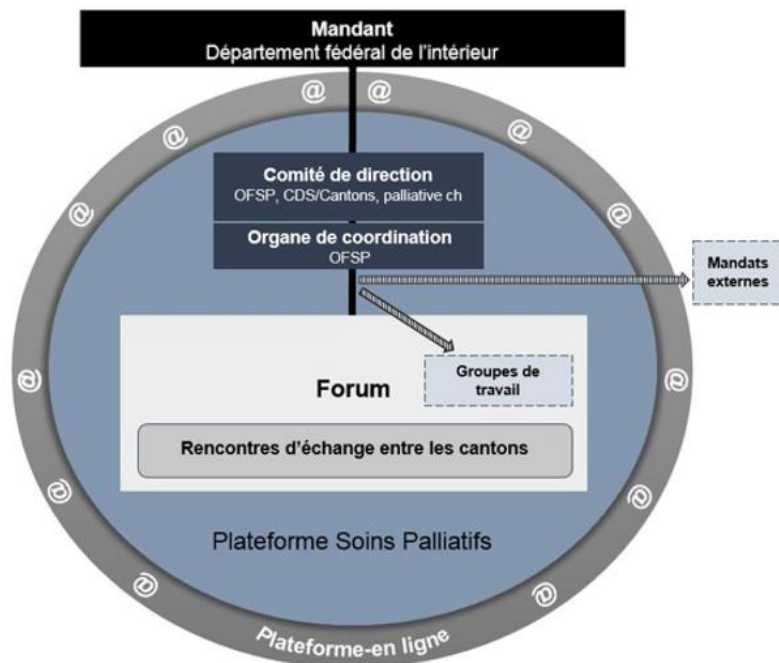 Mandant
Département fédéral de l'intérieur
@ @
@ @
@ @
Comité de direction
OFSP, CDS/Cantons, palliative ch
Organe de coordination
OFSP
Mandats
externes
Groupes de
travail
Forum
@ @
Rencontres d'échange entre les cantons
@ @
Plateforme Soins Palliatifs
@ @
Plateforme-en ligne